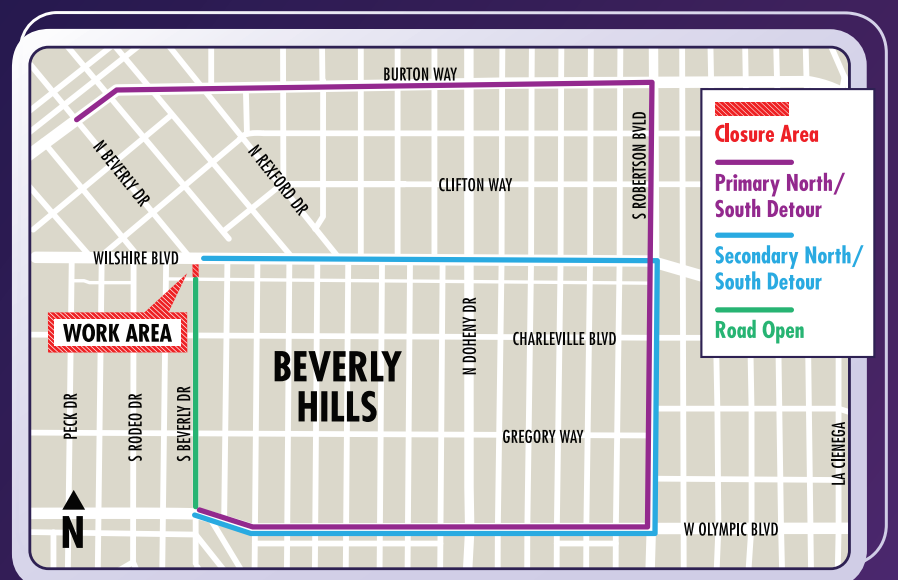 BURTON WAY
N BEVERLY DR
N REXFORD DR
CLIFTON WAY
S ROBERTSON BVLD
WILSHIRE BLVD
WORK AREA
BEVERLY
HILLS
N DOHENY DR
CHARLEVILLE BLVD
PECK DR
S RODEO DR
S BEVERLY DR
GREGORY WAY
LA CIENEGA
N
W OLYMPIC BLVD
Closure Area
Primary North/
South Detour
Secondary North/
South Detour
Road Open